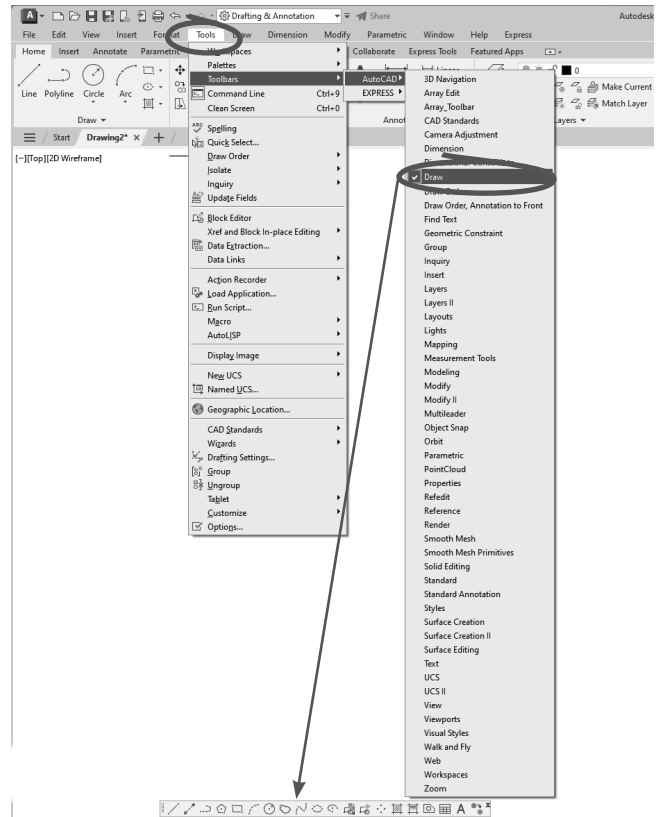 A Drafting & Annotation Share Autodesk
File Edit View Insert Format Tools Draw Dimension Modify Parametric Window Help Express
Home Insert Annotate Parametric Collaborate Express Tools Featured Apps
Line Polyline Circle Arc
Draw
Linear
0
Make Current
Match Layer
Layers
Start Drawing2* × +
[−][Top][2D Wireframe]
Workspaces
Palettes
Toolbars
Command Line Ctrl+9
Clean Screen Ctrl+0
Spelling
Quick Select...
Draw Order
Isolate
Inquiry
Update Fields
Block Editor
Xref and Block In-place Editing
Data Extraction...
Data Links
Action Recorder
Load Application...
Run Script...
Macro
AutoLISP
Display Image
New UCS
Named UCS...
Geographic Location...
CAD Standards
Wizards
Drafting Settings...
Group
Ungroup
Tablet
Customize
Options...
AutoCAD
EXPRESS
3D Navigation
Array Edit
Array_Toolbar
CAD Standards
Camera Adjustment
Dimension
Draw
Draw Order, Annotation to Front
Find Text
Geometric Constraint
Group
Inquiry
Insert
Layers
Layers II
Layouts
Lights
Mapping
Measurement Tools
Modeling
Modify
Modify II
Multileader
Object Snap
Orbit
Parametric
PointCloud
Properties
Refedit
Reference
Render
Smooth Mesh
Smooth Mesh Primitives
Solid Editing
Standard
Standard Annotation
Styles
Surface Creation
Surface Creation II
Surface Editing
Text
UCS
UCS II
View
Viewports
Visual Styles
Walk and Fly
Web
Workspaces
Zoom
A